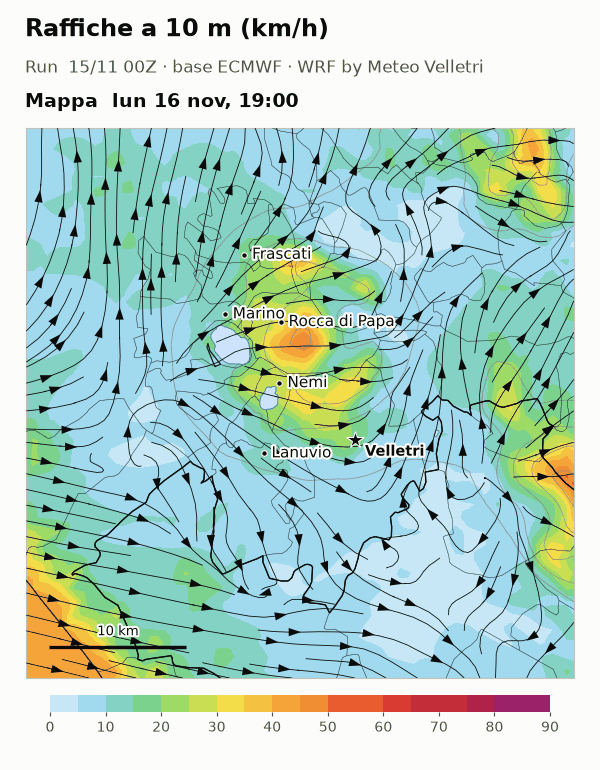 Raffiche a 10 m (km/h)
Run  15/11 00Z · base ECMWF · WRF by Meteo Velletri
Mappa  lun 16 nov, 19:00
Frascati
Marino
Rocca di Papa
Nemi
Velletri
Lanuvio
10 km
0 10 20 30 40 50 60 70 80 90